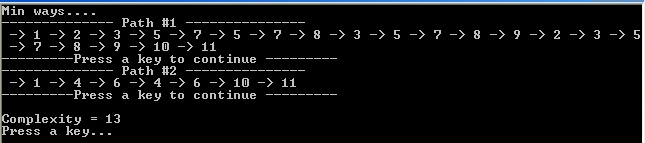 Min ways....
-------------- Path #1 ---------------
 -> 1 -> 2 -> 3 -> 5 -> 7 -> 5 -> 7 -> 8 -> 3 -> 5 -> 7 -> 8 -> 9 -> 2 -> 3 -> 5
 -> 7 -> 8 -> 9 -> 10 -> 11
---------Press a key to continue ---------
-------------- Path #2 ---------------
 -> 1 -> 4 -> 6 -> 4 -> 6 -> 10 -> 11
---------Press a key to continue ---------
Complexity = 13
Press a key...